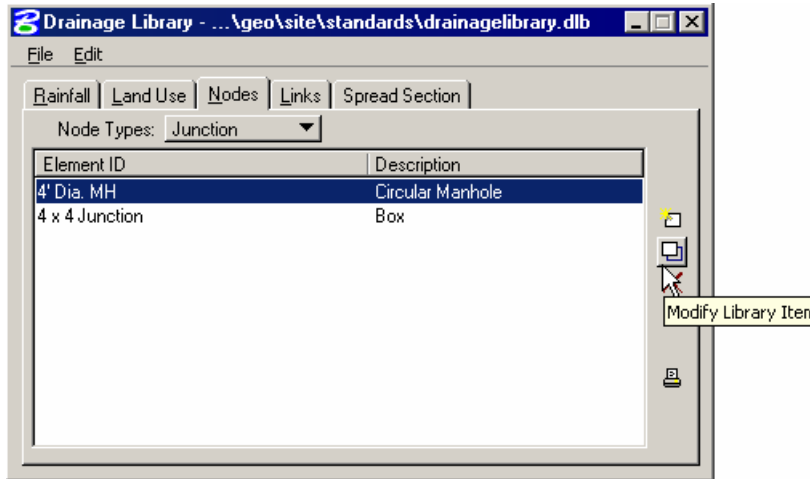 Drainage Library - ...\geo\site\standards\drainagelibrary.dlb
File Edit
Rainfall Land Use Nodes Links Spread Section
Node Types: Junction
Element ID Description
4' Dia. MH Circular Manhole
4 x 4 Junction Box
Modify Library Iten